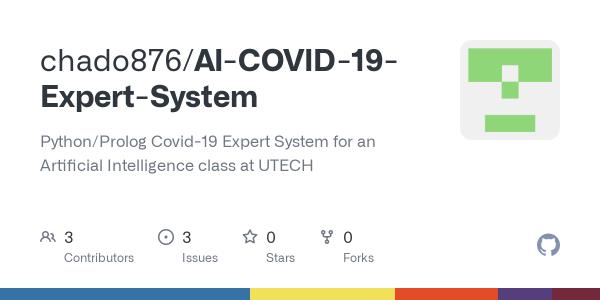 chado876/AI-COVID-19-
Expert-System
Python/Prolog Covid-19 Expert System for an
Artificial Intelligence class at UTECH
3 3 0 0
Contributors Issues Stars Forks